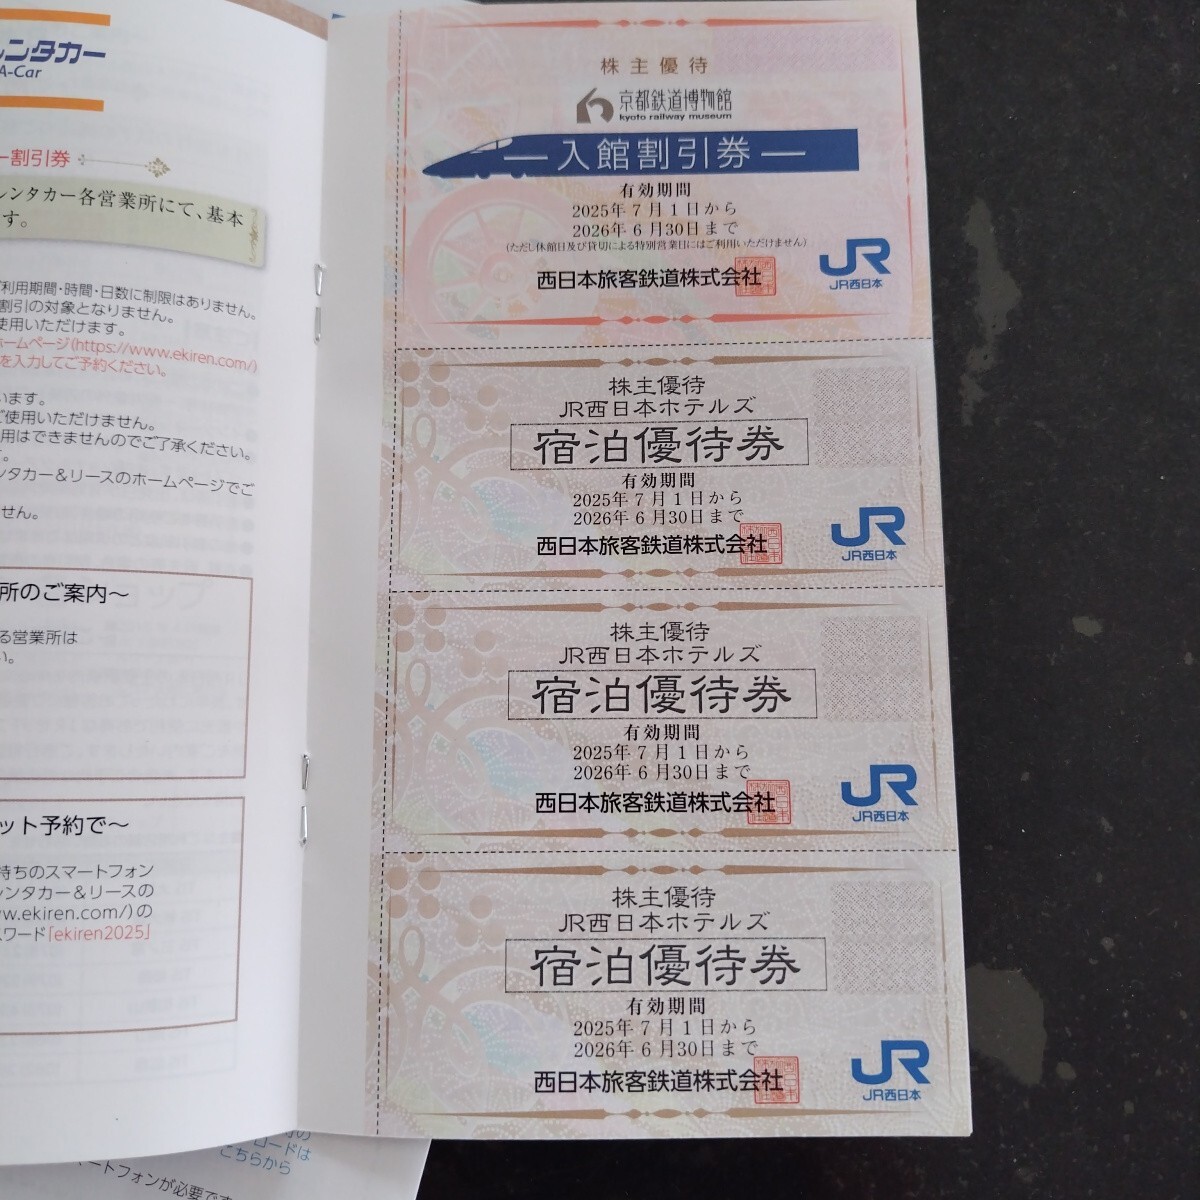 レンタカー
A-Car
ー割引券
レンタカー各営業所にて、基本
す。
ご利用期間・時間・日数に制限はありません。
割引の対象となりません。
使用いただけます。
ホームページ(https://www.ekiren.com/)
を入力してご予約ください。
います。
ご使用いただけません。
用はできませんのでご了承ください。
す。
ンタカー＆リースのホームページでご
せん。
所のご案内～
る営業所は
い。
ット予約で～
持ちのスマートフォン
レンタカー＆リースの
ww.ekiren.com/)の
スワード「ekiren2025」
ードは
こちらから
マートフォンが必要です
株主優待
京都鉄道博物館
kyoto railway museum
― 入館割引券 ―
有効期間
2025年7月1日から
2026年6月30日まで
(ただし休館日及び貸切による特別営業日にはご利用いただけません)
西日本旅客鉄道株式会社
JR
JR西日本
株主優待
JR西日本ホテルズ
宿泊優待券
有効期間
2025年7月1日から
2026年6月30日まで
西日本旅客鉄道株式会社
JR
JR西日本
株主優待
JR西日本ホテルズ
宿泊優待券
有効期間
2025年7月1日から
2026年6月30日まで
西日本旅客鉄道株式会社
JR
JR西日本
株主優待
JR西日本ホテルズ
宿泊優待券
有効期間
2025年7月1日から
2026年6月30日まで
西日本旅客鉄道株式会社
JR
JR西日本